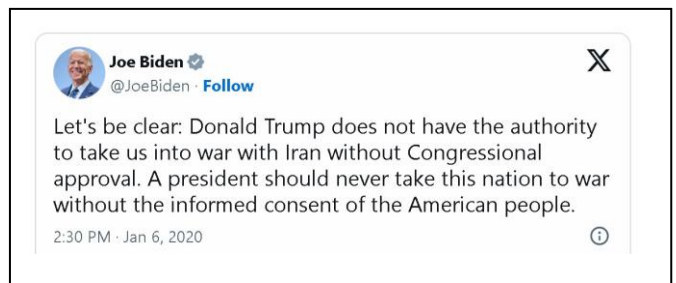 Joe Biden
@JoeBiden · Follow
Let's be clear: Donald Trump does not have the authority
to take us into war with Iran without Congressional
approval. A president should never take this nation to war
without the informed consent of the American people.
2:30 PM · Jan 6, 2020